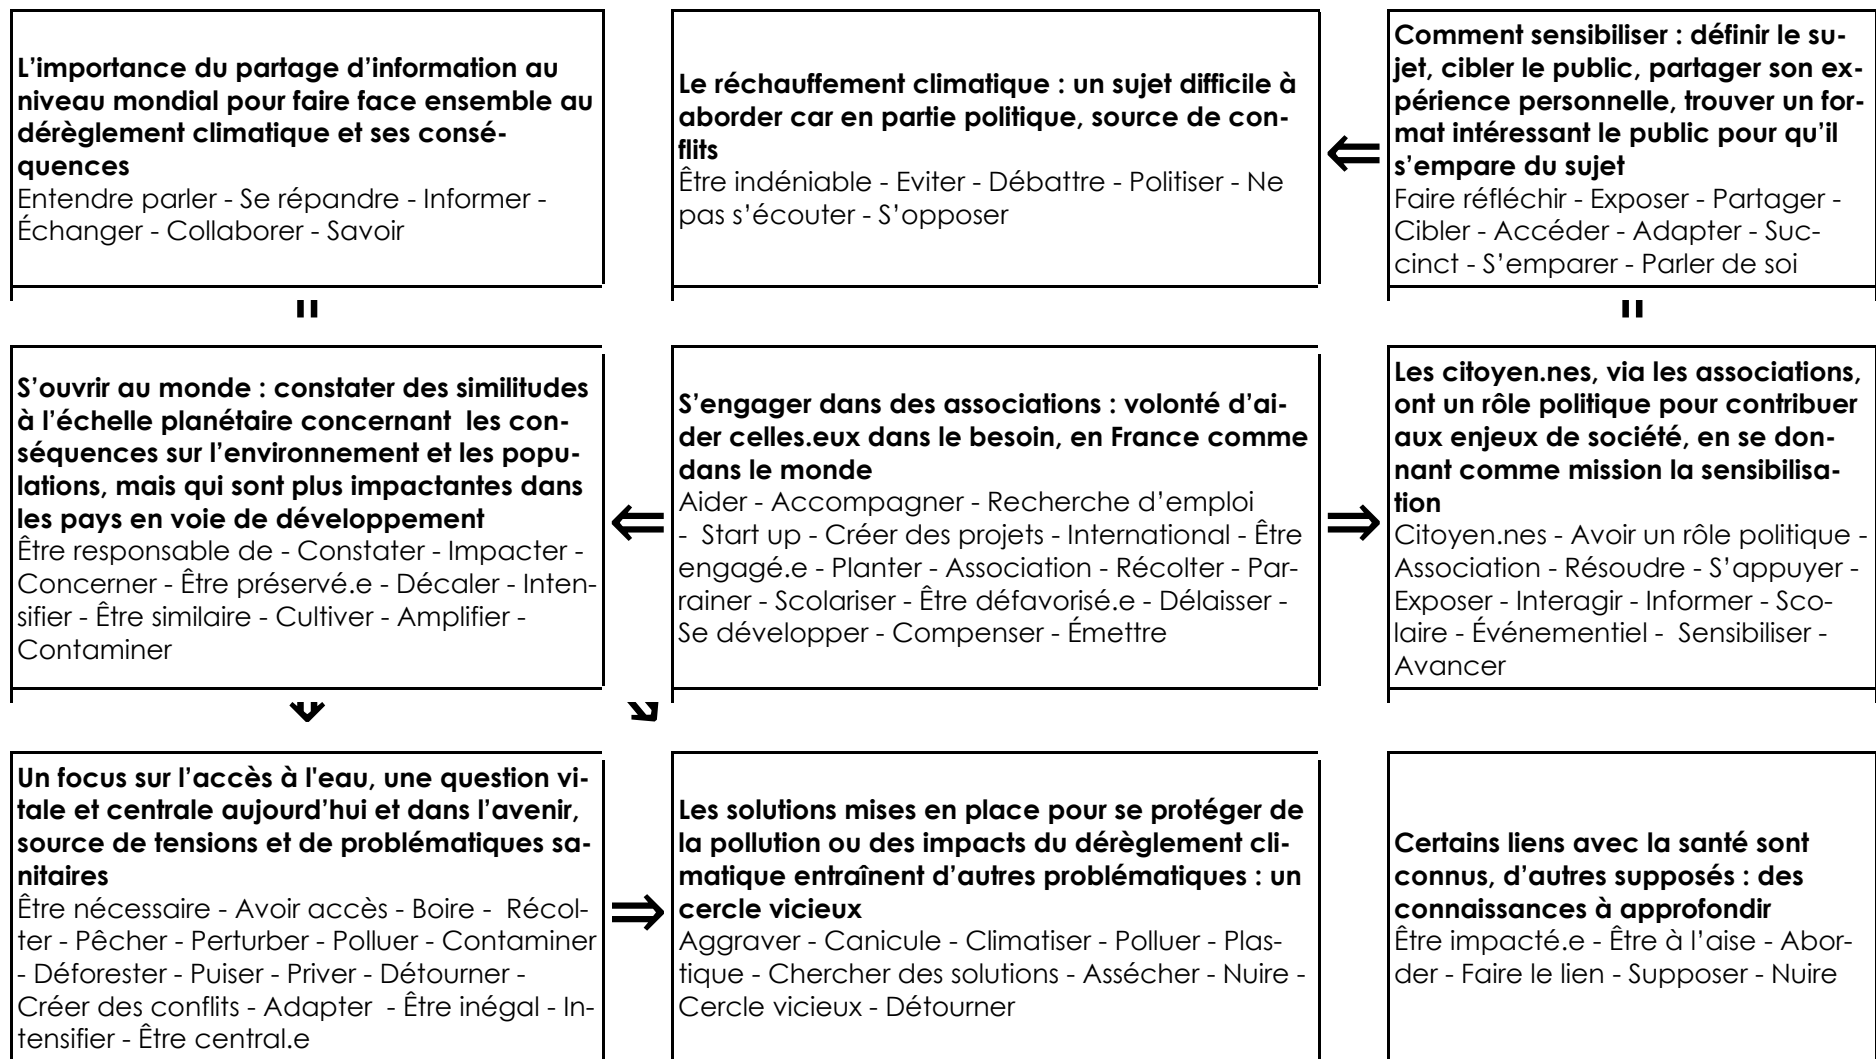 L'importance du partage d'information au
niveau mondial pour faire face ensemble au
dérèglement climatique et ses consé-
quences
Entendre parler - Se répandre - Informer -
Échanger - Collaborer - Savoir
Le réchauffement climatique : un sujet difficile à
aborder car en partie politique, source de con-
flits
Être indéniable - Eviter - Débattre - Politiser - Ne
pas s'écouter - S'opposer
⇐
Comment sensibiliser : définir le su-
jet, cibler le public, partager son ex-
périence personnelle, trouver un for-
mat intéressant le public pour qu'il
s'empare du sujet
Faire réfléchir - Exposer - Partager -
Cibler - Accéder - Adapter - Suc-
cinct - S'emparer - Parler de soi
S'ouvrir au monde : constater des similitudes
à l'échelle planétaire concernant les con-
séquences sur l'environnement et les popu-
lations, mais qui sont plus impactantes dans
les pays en voie de développement
Être responsable de - Constater - Impacter -
Concerner - Être préservé.e - Décaler - Inten-
sifier - Être similaire - Cultiver - Amplifier -
Contaminer
⇐
S'engager dans des associations : volonté d'ai-
der celles.eux dans le besoin, en France comme
dans le monde
Aider - Accompagner - Recherche d'emploi
- Start up - Créer des projets - International - Être
engagé.e - Planter - Association - Récolter - Par-
rainer - Scolariser - Être défavorisé.e - Délaisser -
Se développer - Compenser - Émettre
⇒
Les citoyen.nes, via les associations,
ont un rôle politique pour contribuer
aux enjeux de société, en se don-
nant comme mission la sensibilisa-
tion
Citoyen.nes - Avoir un rôle politique -
Association - Résoudre - S'appuyer -
Exposer - Interagir - Informer - Sco-
laire - Événementiel - Sensibiliser -
Avancer
Un focus sur l'accès à l'eau, une question vi-
tale et centrale aujourd'hui et dans l'avenir,
source de tensions et de problématiques sa-
nitaires
Être nécessaire - Avoir accès - Boire - Récol-
ter - Pêcher - Perturber - Polluer - Contaminer
- Déforester - Puiser - Priver - Détourner -
Créer des conflits - Adapter - Être inégal - In-
tensifier - Être central.e
⇒
Les solutions mises en place pour se protéger de
la pollution ou des impacts du dérèglement cli-
matique entraînent d'autres problématiques : un
cercle vicieux
Aggraver - Canicule - Climatiser - Polluer - Plas-
tique - Chercher des solutions - Assécher - Nuire -
Cercle vicieux - Détourner
Certains liens avec la santé sont
connus, d'autres supposés : des
connaissances à approfondir
Être impacté.e - Être à l'aise - Abor-
der - Faire le lien - Supposer - Nuire